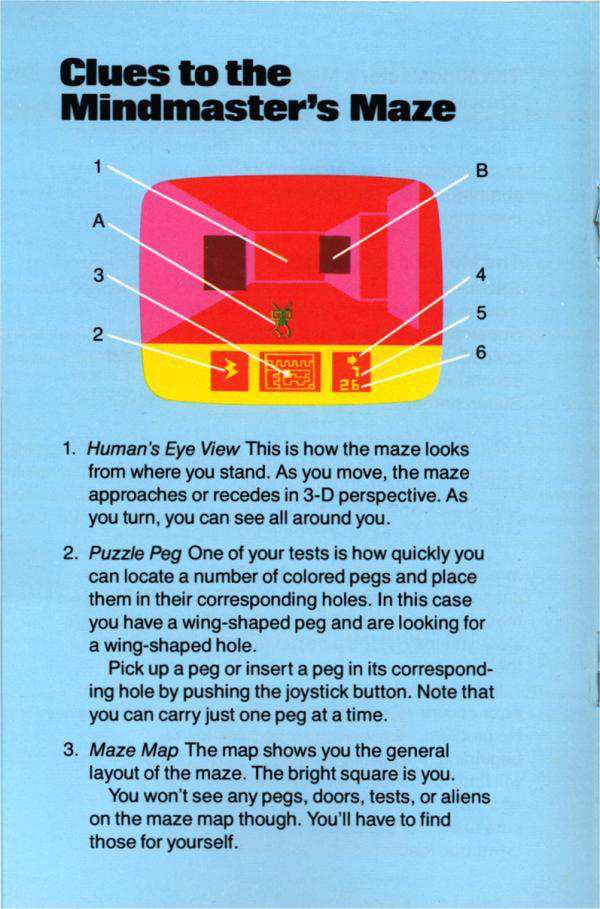 Clues to the
Mindmaster's Maze
1
B
A
3
4
5
2
6
1
26
1. Human's Eye View This is how the maze looks
from where you stand. As you move, the maze
approaches or recedes in 3-D perspective. As
you turn, you can see all around you.
2. Puzzle Peg One of your tests is how quickly you
can locate a number of colored pegs and place
them in their corresponding holes. In this case
you have a wing-shaped peg and are looking for
a wing-shaped hole.
Pick up a peg or insert a peg in its correspond-
ing hole by pushing the joystick button. Note that
you can carry just one peg at a time.
3. Maze Map The map shows you the general
layout of the maze. The bright square is you.
You won't see any pegs, doors, tests, or aliens
on the maze map though. You'll have to find
those for yourself.